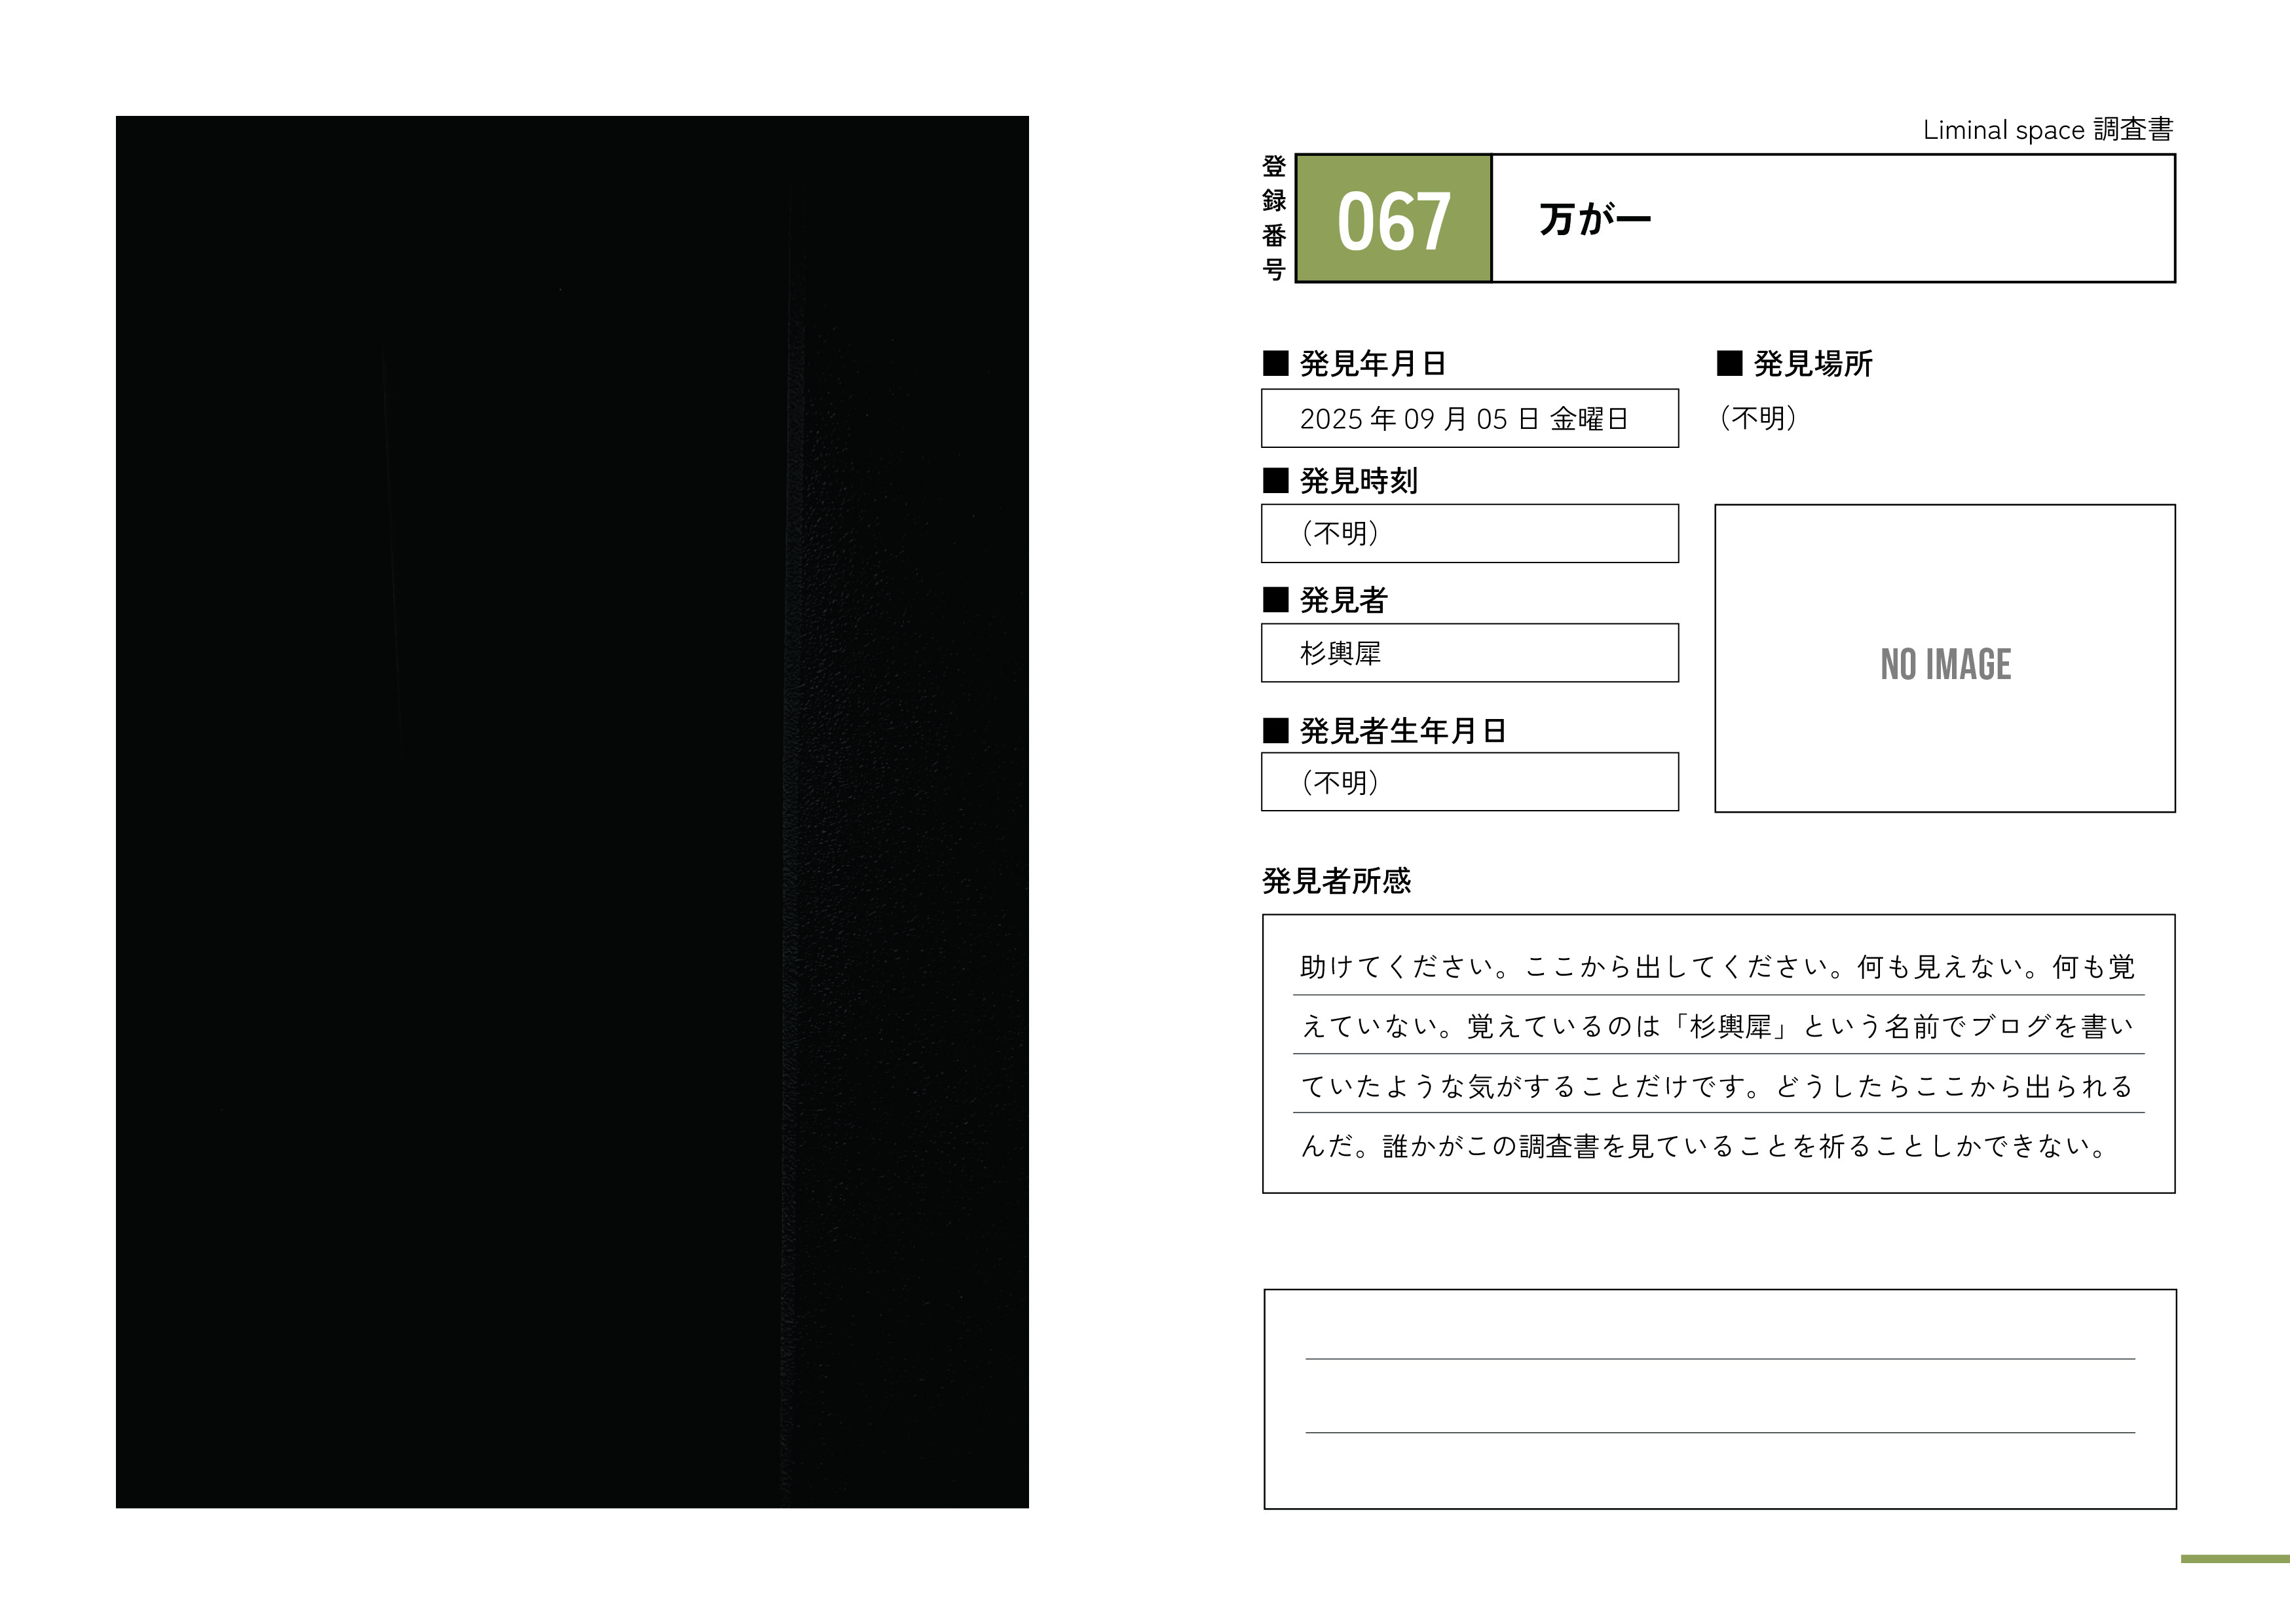 Liminal space 調査書
登録番号
067
万が一
■ 発見年月日
2025 年 09 月 05 日 金曜日
■ 発見場所
（不明）
■ 発見時刻
（不明）
■ 発見者
杉輿犀
■ 発見者生年月日
（不明）
NO IMAGE
発見者所感
助けてください。ここから出してください。何も見えない。何も覚
えていない。覚えているのは「杉輿犀」という名前でブログを書い
ていたような気がすることだけです。どうしたらここから出られる
んだ。誰かがこの調査書を見ていることを祈ることしかできない。